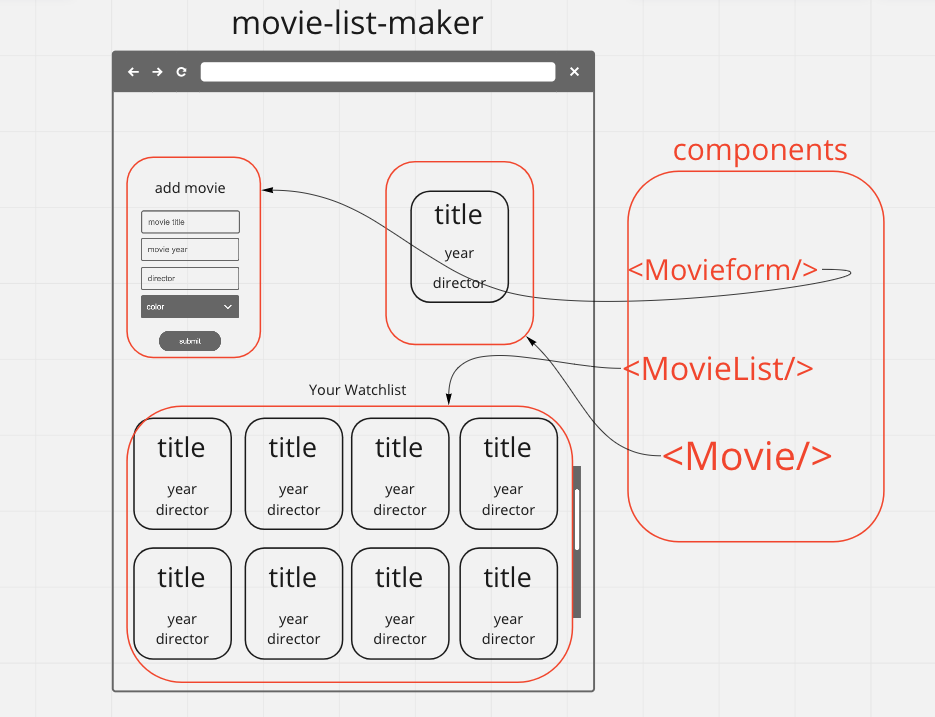 movie-list-maker
add movie
movie title
movie year
director
color
submit
title
year
director
Your Watchlist
title title title title
year year year year
director director director director
title title title title
year year year year
director director director director
components
<Movieform/>
<MovieList/>
<Movie/>